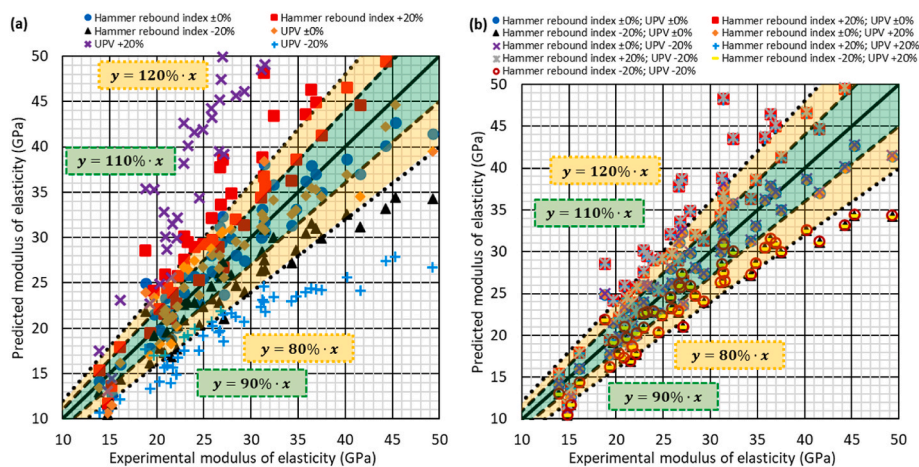 (a)
Hammer rebound index ±0% Hammer rebound index +20%
Hammer rebound index -20% UPV ±0%
UPV +20% UPV -20%
50
45
40
35
30
25
20
15
10
Predicted modulus of elasticity (GPa)
y = 120% · x
y = 110% · x
y = 80% · x
y = 90% · x
10 15 20 25 30 35 40 45 50
Experimental modulus of elasticity (GPa)
(b)
Hammer rebound index ±0%; UPV ±0% Hammer rebound index +20%; UPV ±0%
Hammer rebound index -20%; UPV ±0% Hammer rebound index ±0%; UPV +20%
Hammer rebound index ±0%; UPV -20% Hammer rebound index +20%; UPV +20%
Hammer rebound index +20%; UPV -20% Hammer rebound index -20%; UPV +20%
Hammer rebound index -20%; UPV -20%
50
45
40
35
30
25
20
15
10
Predicted modulus of elasticity (GPa)
y = 120% · x
y = 110% · x
y = 80% · x
y = 90% · x
10 15 20 25 30 35 40 45 50
Experimental modulus of elasticity (GPa)